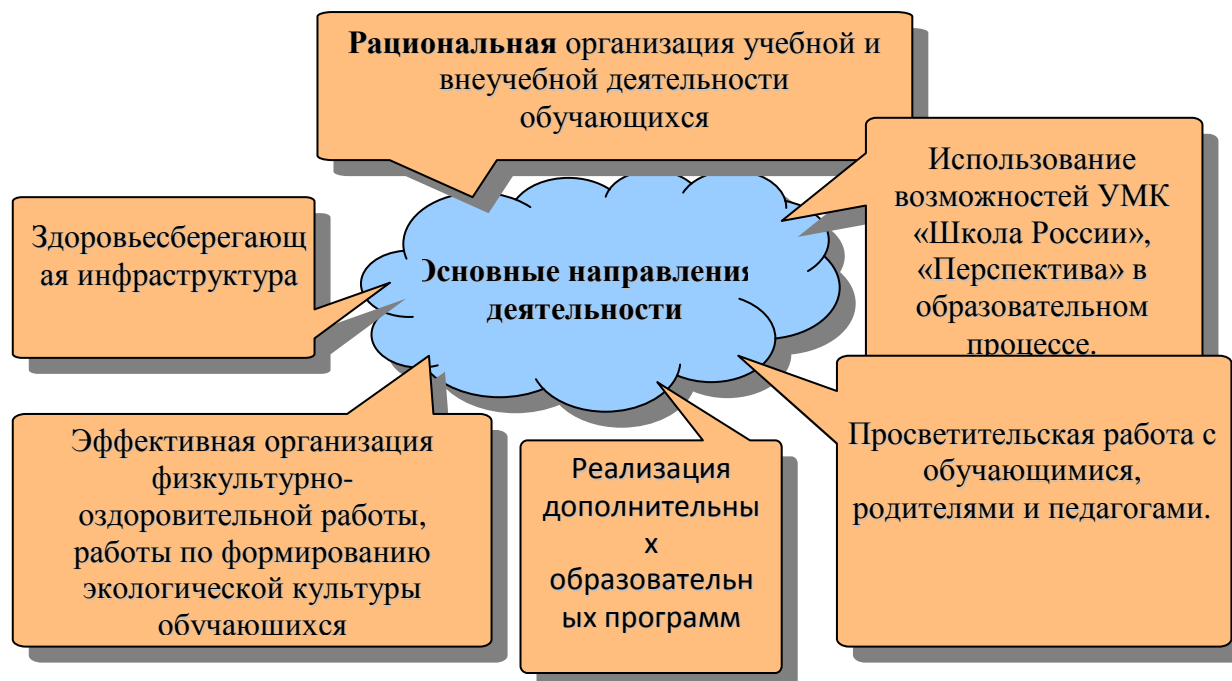 Рациональная организация учебной и
внеучебной деятельности
обучающихся
Использование
возможностей УМК
«Школа России»,
«Перспектива» в
образовательном
процессе.
Здоровьесберегающ
ая инфраструктура
Основные направления
деятельности
Эффективная организация
физкультурно-
оздоровительной работы,
работы по формированию
экологической культуры
обучающихся
Реализация
дополнительны
х
образовательн
ых программ
Просветительская работа с
обучающимися,
родителями и педагогами.